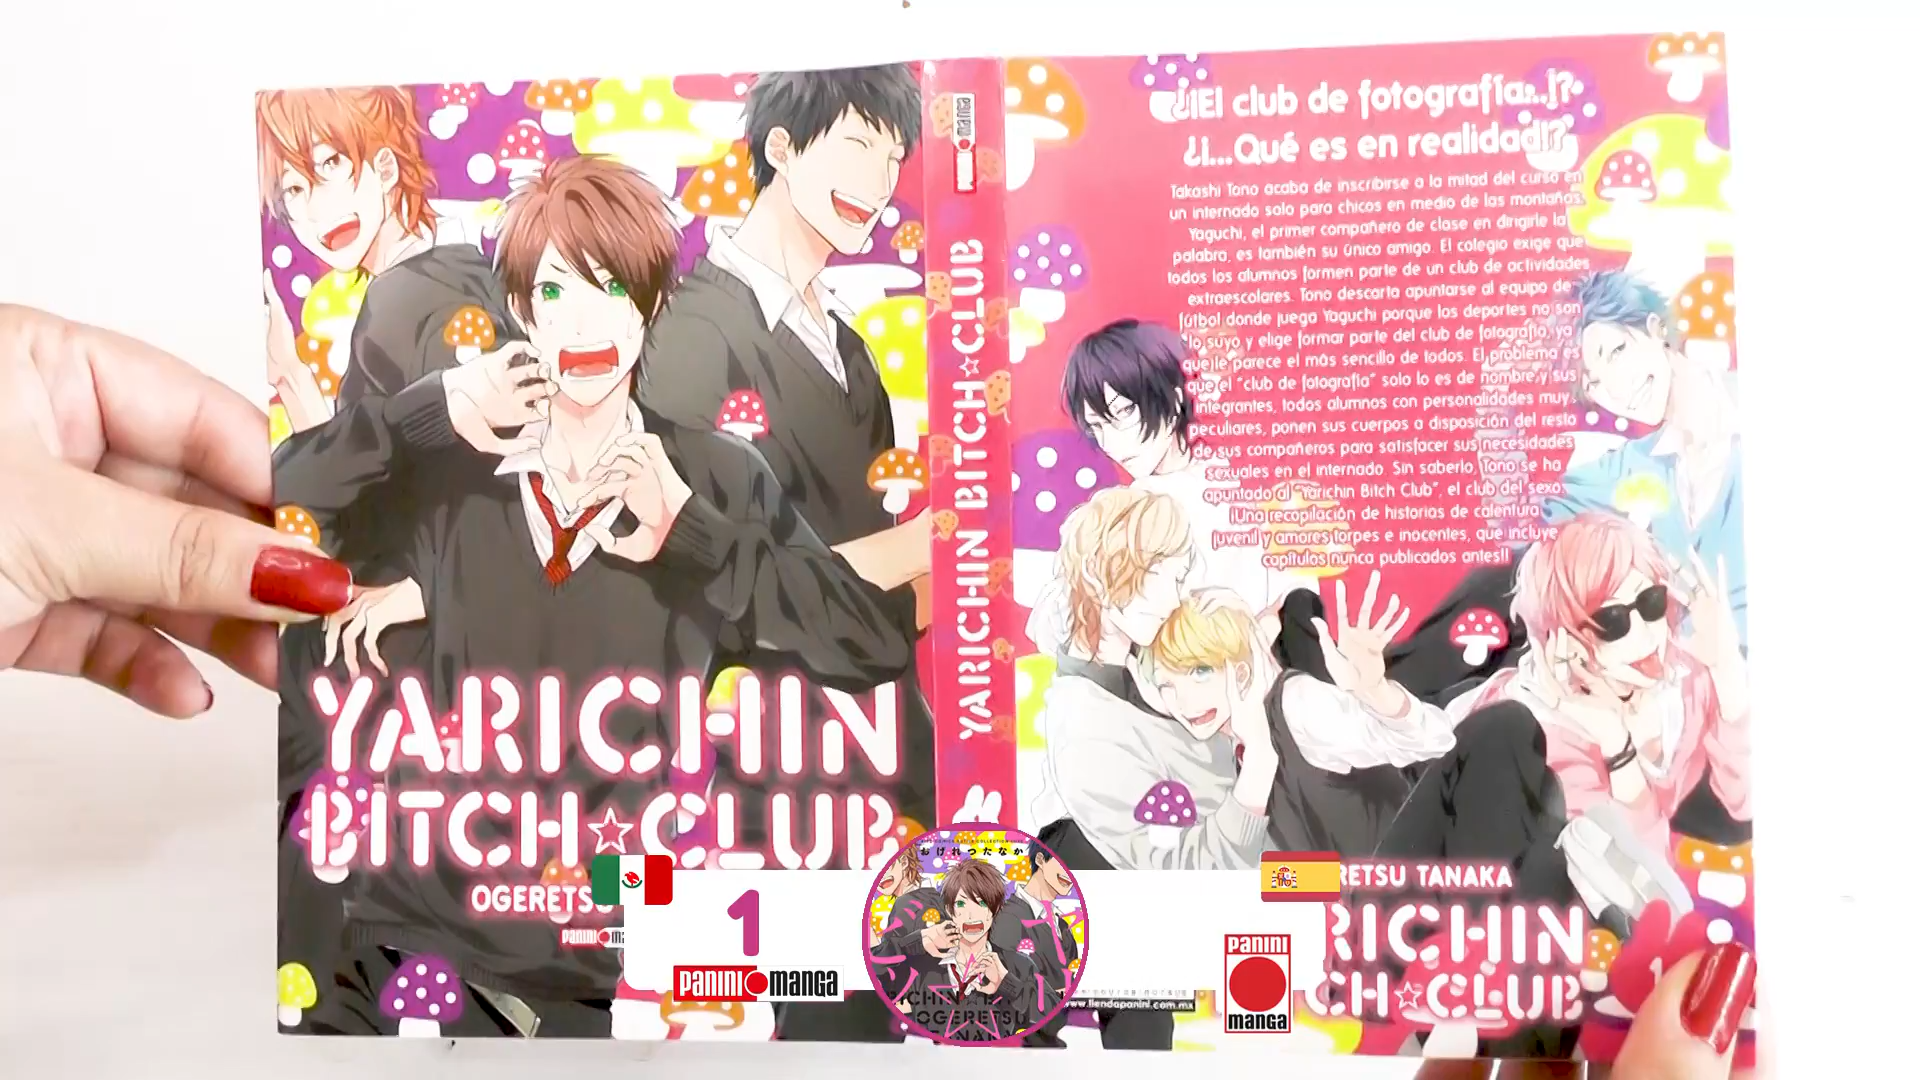 YARICHIN
BITCH☆CLUB
OGERETS
PANINI MANGA
YARICHIN BITCH☆CLUB
¿¡El club de fotografía...!?
¿¡...Qué es en realidad!?
Takashi Tono acaba de inscribirse a la mitad del curso en
un internado solo para chicos en medio de las montañas.
Yaguchi, el primer compañero de clase en dirigirle la
palabra, es también su único amigo. El colegio exige que
todos los alumnos formen parte de un club de actividades
extraescolares. Tono descarta apuntarse al equipo de
fútbol donde juega Yaguchi porque los deportes no son
lo suyo y elige formar parte del club de fotografía, ya
que le parece el más sencillo de todos. El problema es
que el "club de fotografía" solo lo es de nombre y sus
integrantes, todos alumnos con personalidades muy
peculiares, ponen sus cuerpos a disposición del resto
de sus compañeros para satisfacer sus necesidades
sexuales en el internado. Sin saberlo, Tono se ha
apuntado al "Yarichin Bitch Club", el club del sexo.
¡Una recopilación de historias de calentura
juvenil y amores torpes e inocentes, que incluye
capítulos nunca publicados antes!!
RETSU TANAKA
RICHIN
CH☆CLUB
www.tiendapanini.com.mx
1
PANINI MANGA
おげれつたなか
OGERETSU
PANINI
manga